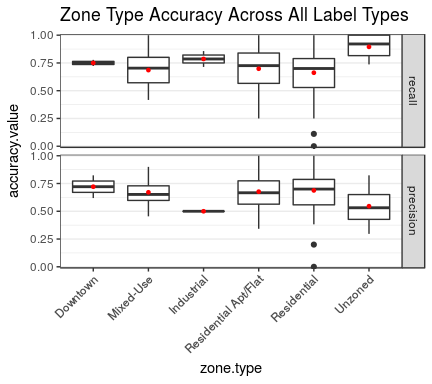 Zone Type Accuracy Across All Label Types
accuracy.value
1.00
0.75
0.50
0.25
0.00
recall
1.00
0.75
0.50
0.25
0.00
precision
Downtown
Mixed-Use
Industrial
Residential Apt/Flat
Residential
Unzoned
zone.type